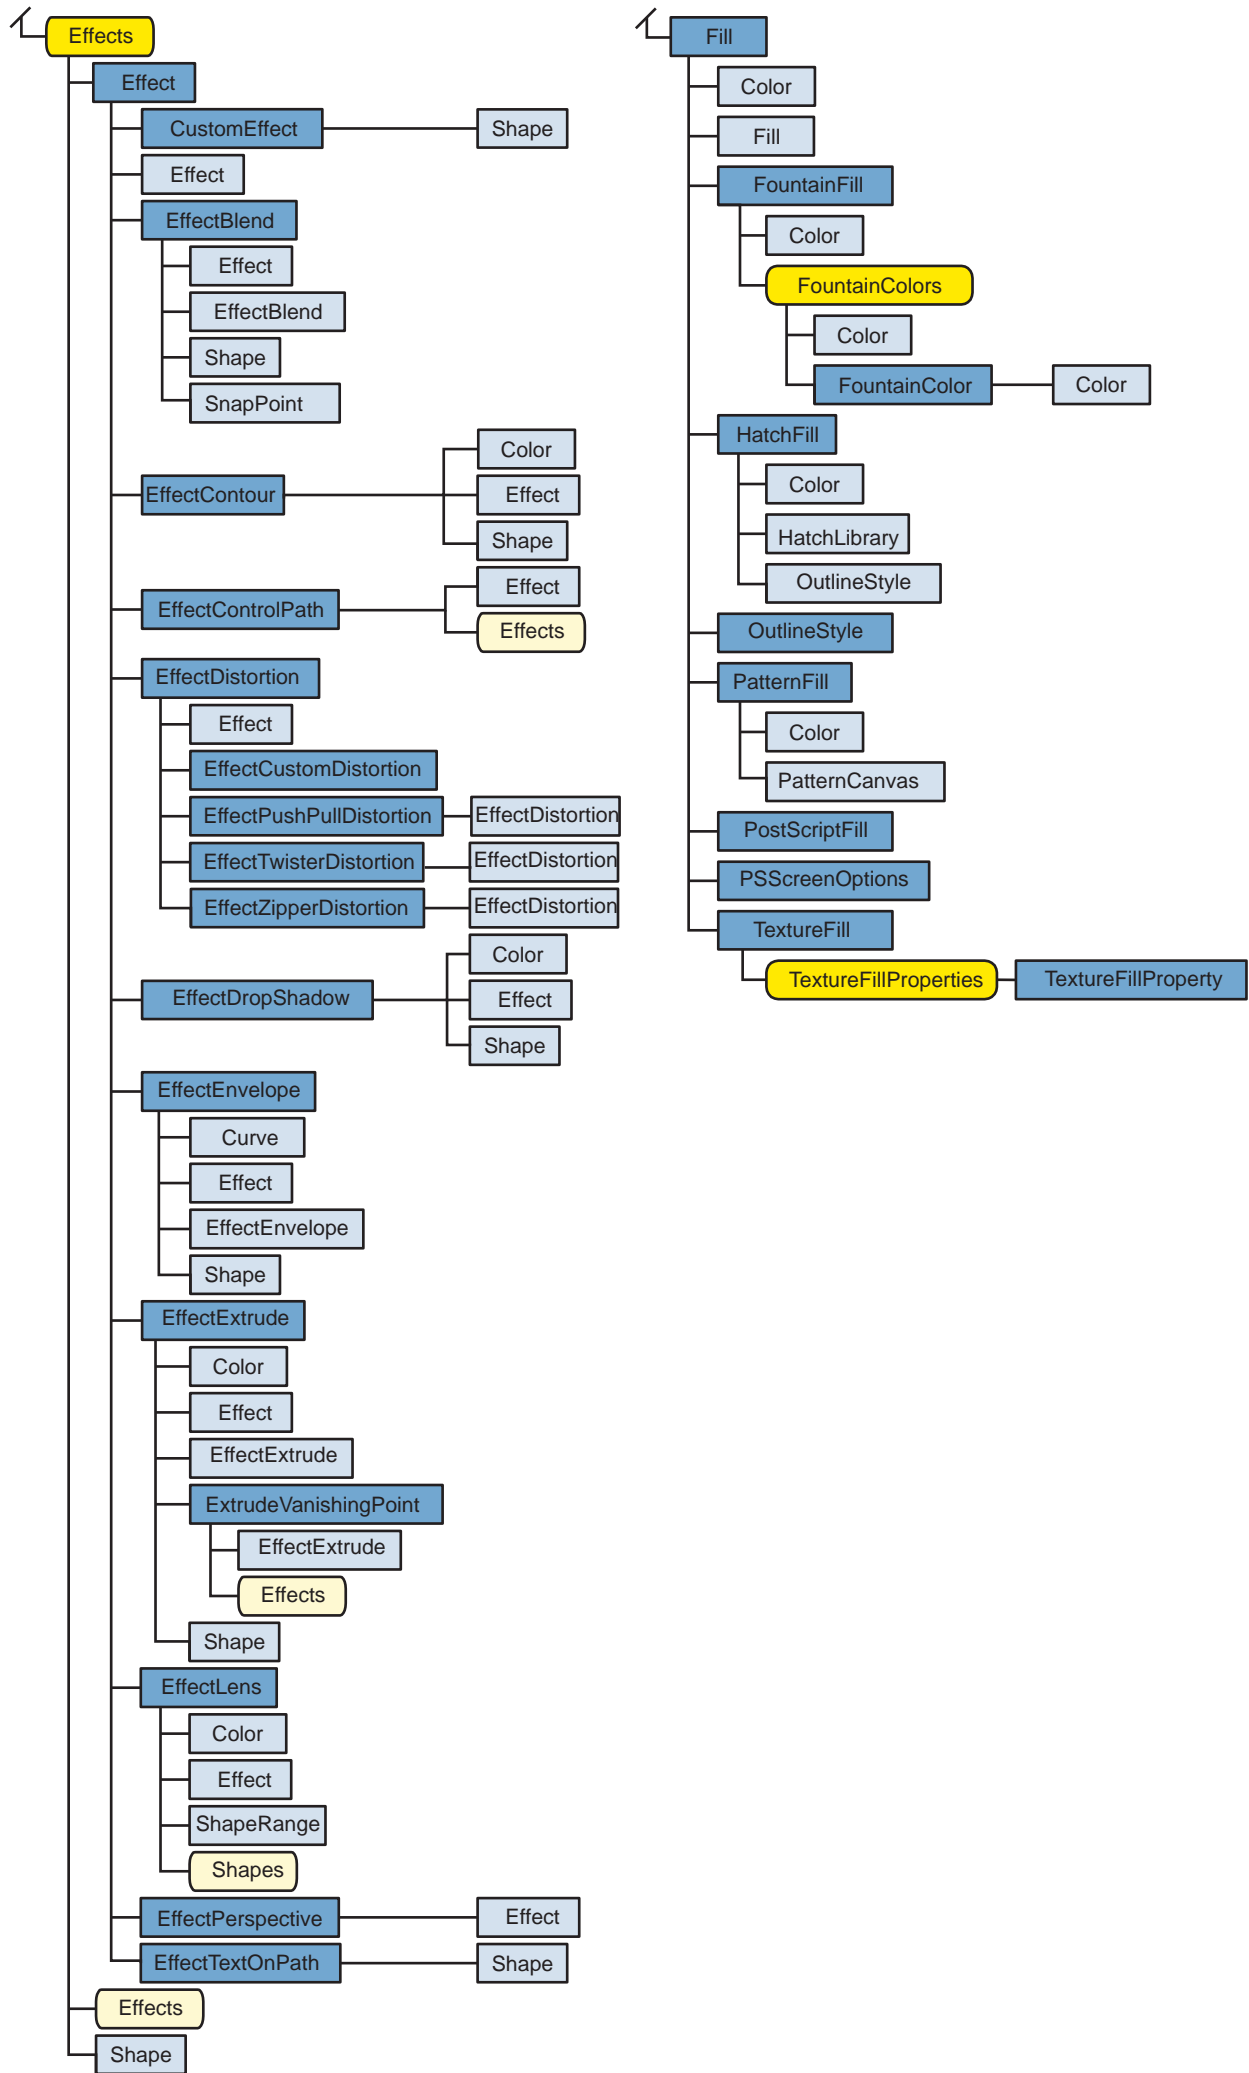 Effects
Effect
CustomEffect
Shape
Effect
EffectBlend
Effect
EffectBlend
Shape
SnapPoint
EffectContour
Color
Effect
Shape
EffectControlPath
Effect
Effects
EffectDistortion
Effect
EffectCustomDistortion
EffectPushPullDistortion
EffectDistortion
EffectTwisterDistortion
EffectDistortion
EffectZipperDistortion
EffectDistortion
EffectDropShadow
Color
Effect
Shape
EffectEnvelope
Curve
Effect
EffectEnvelope
Shape
EffectExtrude
Color
Effect
EffectExtrude
ExtrudeVanishingPoint
EffectExtrude
Effects
Shape
EffectLens
Color
Effect
ShapeRange
Shapes
EffectPerspective
Effect
EffectTextOnPath
Shape
Effects
Shape
Fill
Color
Fill
FountainFill
Color
FountainColors
Color
FountainColor
Color
HatchFill
Color
HatchLibrary
OutlineStyle
OutlineStyle
PatternFill
Color
PatternCanvas
PostScriptFill
PSScreenOptions
TextureFill
TextureFillProperties
TextureFillProperty